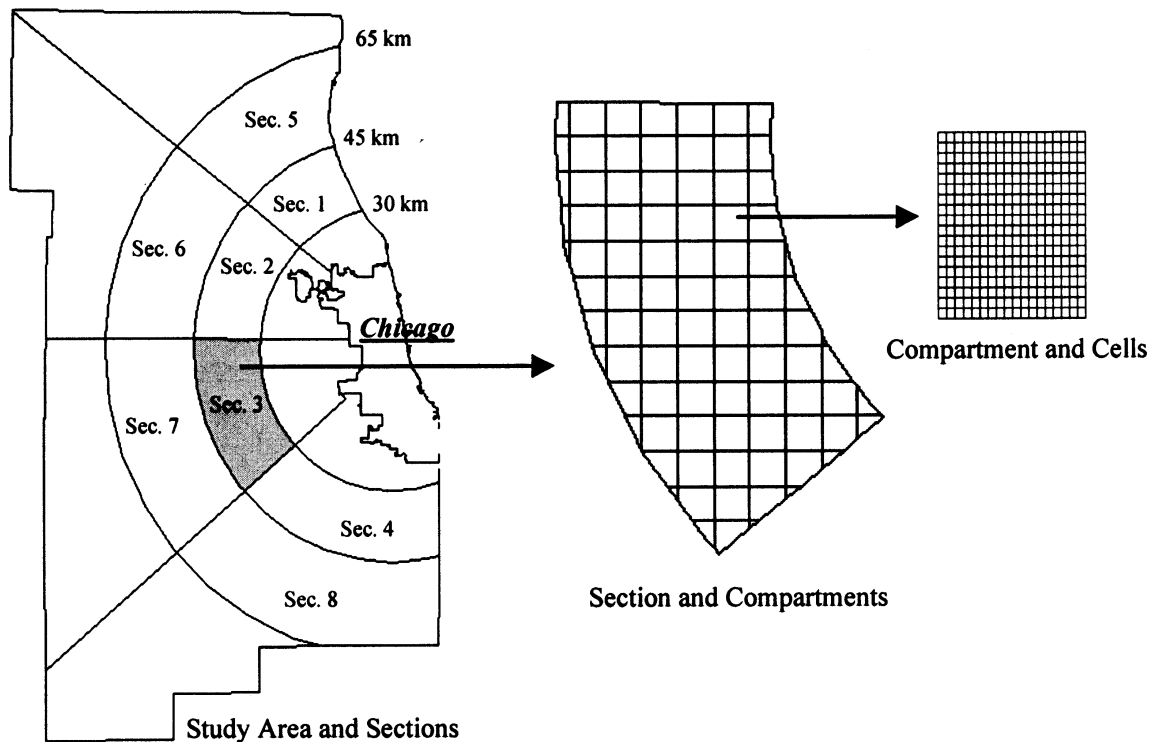 65 km
Sec. 5
45 km
Sec. 1
30 km
Sec. 6
Sec. 2
Chicago
Sec. 3
Sec. 7
Sec. 4
Sec. 8
Study Area and Sections
Section and Compartments
Compartment and Cells